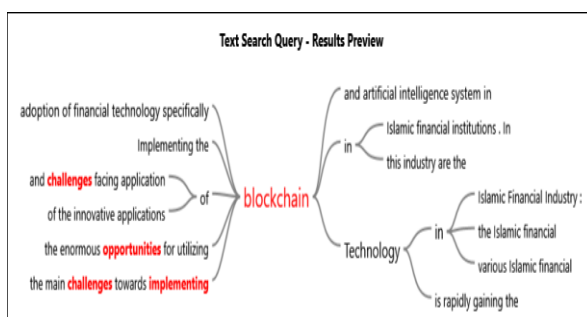 Text Search Query - Results Preview
adoption of financial technology specifically
Implementing the
and challenges facing application
of the innovative applications
of
the enormous opportunities for utilizing
the main challenges towards implementing
blockchain
and artificial intelligence system in
in
Islamic financial institutions . In
this industry are the
Technology
in
Islamic Financial Industry :
the Islamic financial
various Islamic financial
is rapidly gaining the